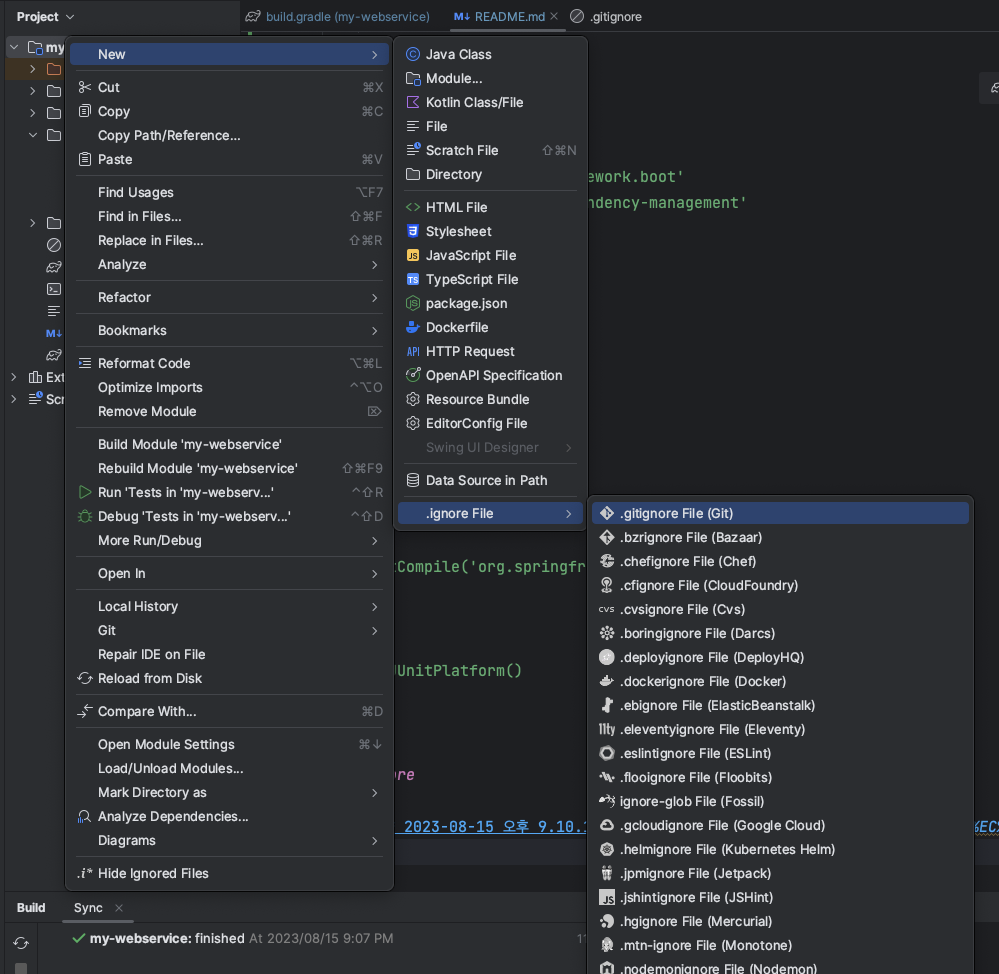 Project
build.gradle (my-webservice)
README.md
.gitignore
my
Ext
Scr
New
Cut ⌘X
Copy ⌘C
Copy Path/Reference...
Paste ⌘V
Find Usages ⌥F7
Find in Files... ⇧⌘F
Replace in Files... ⇧⌘R
Analyze
Refactor
Bookmarks
Reformat Code ⌥⌘L
Optimize Imports ^⌥O
Remove Module ⌦
Build Module 'my-webservice'
Rebuild Module 'my-webservice' ⇧⌘F9
Run 'Tests in 'my-webserv...' ^⇧R
Debug 'Tests in 'my-webserv...' ^⇧D
More Run/Debug
Open In
Local History
Git
Repair IDE on File
Reload from Disk
Compare With... ⌘D
Open Module Settings ⌘↓
Load/Unload Modules...
Mark Directory as
Analyze Dependencies...
Diagrams
.i* Hide Ignored Files
Java Class
Module...
Kotlin Class/File
File
Scratch File ⇧⌘N
Directory
HTML File
Stylesheet
JS JavaScript File
TS TypeScript File
package.json
Dockerfile
API HTTP Request
OpenAPI Specification
Resource Bundle
EditorConfig File
Swing UI Designer
Data Source in Path
.ignore File
.gitignore File (Git)
.bzrignore File (Bazaar)
.chefignore File (Chef)
.cfignore File (CloudFoundry)
cvs .cvsignore File (Cvs)
.boringignore File (Darcs)
.deployignore File (DeployHQ)
.dockerignore File (Docker)
.ebignore File (ElasticBeanstalk)
11ty .eleventyignore File (Eleventy)
.eslintignore File (ESLint)
.flooignore File (Floobits)
ignore-glob File (Fossil)
.gcloudignore File (Google Cloud)
.helmignore File (Kubernetes Helm)
.jpmignore File (Jetpack)
JS .jshintignore File (JSHint)
.hgignore File (Mercurial)
.mtn-ignore File (Monotone)
.nodemonignore File (Nodemon)
ework.boot'
ndency-management'
tCompile('org.springfr
UnitPlatform()
ore
2023-08-15 오후 9.10.
%EC
Build
Sync
my-webservice: finished At 2023/08/15 9:07 PM